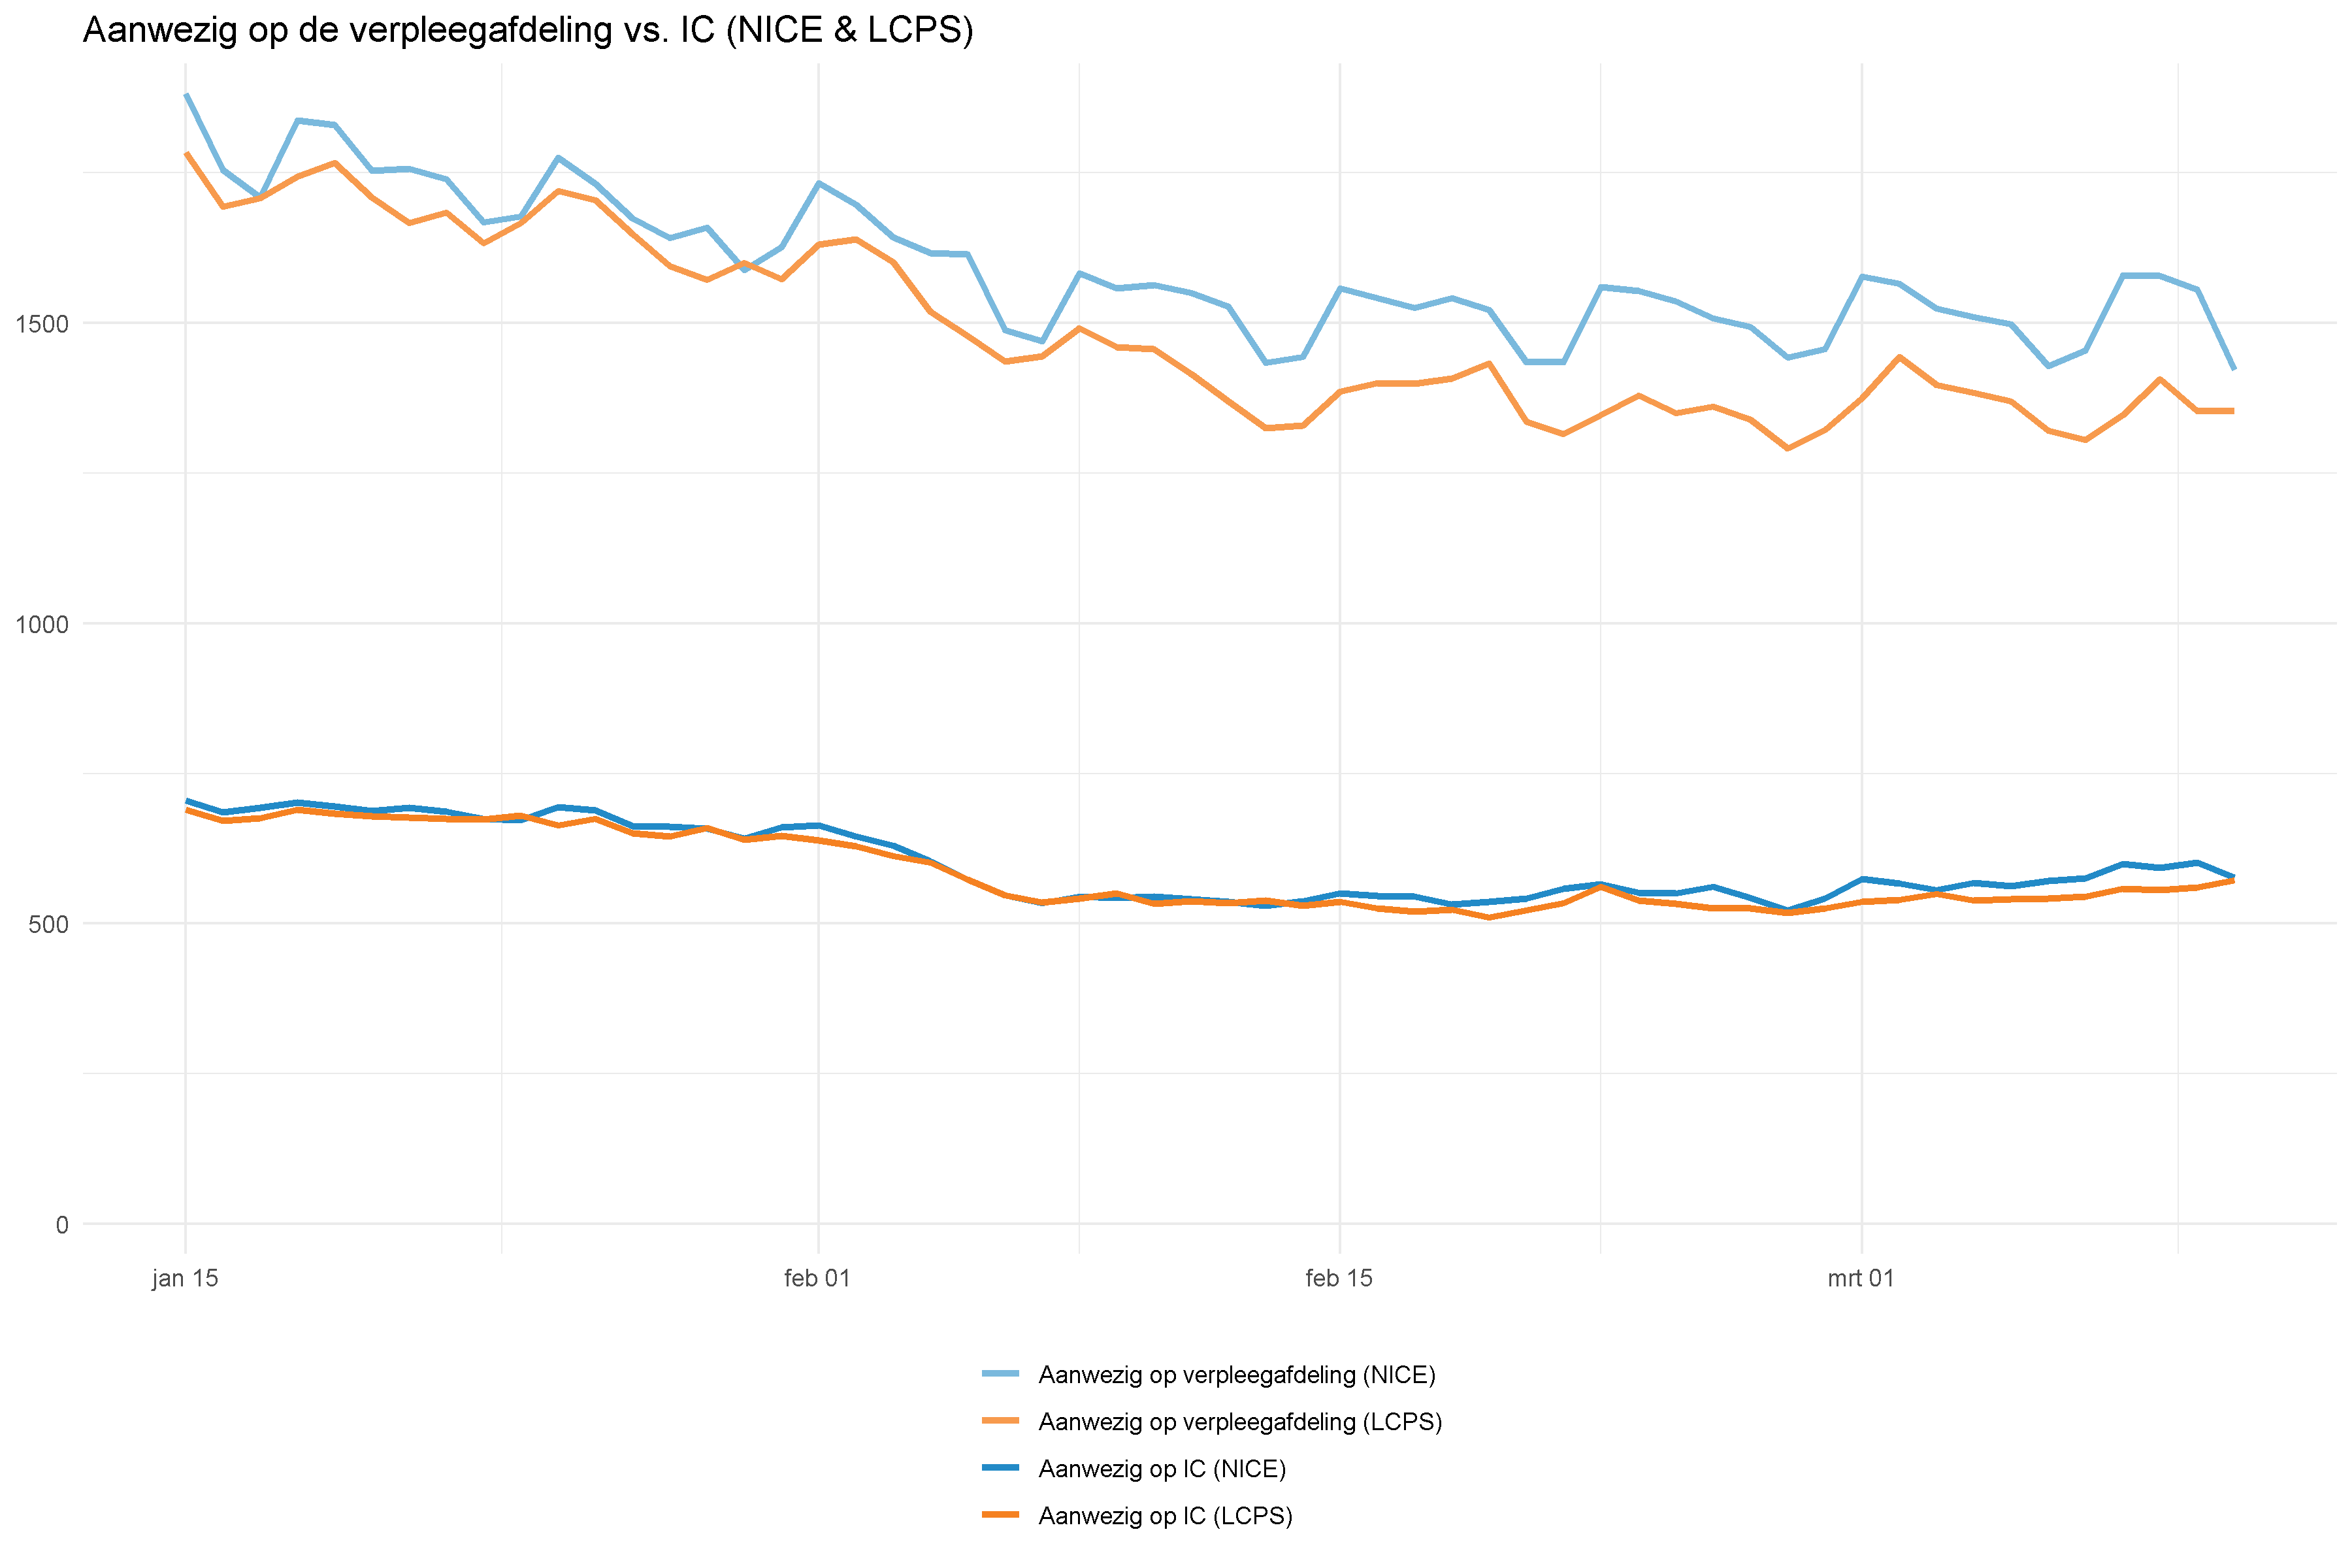 Aanwezig op de verpleegafdeling vs. IC (NICE & LCPS)
1500
1000
500
0
jan 15
feb 01
feb 15
mrt 01
Aanwezig op verpleegafdeling (NICE)
Aanwezig op verpleegafdeling (LCPS)
Aanwezig op IC (NICE)
Aanwezig op IC (LCPS)